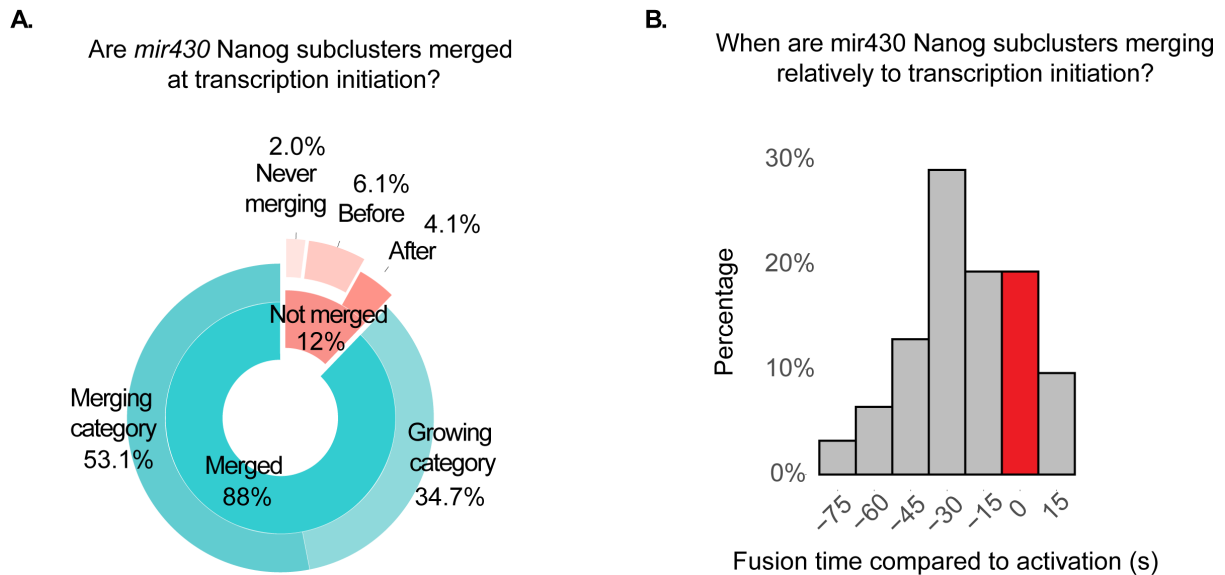 A.
Are mir430 Nanog subclusters merged
at transcription initiation?
2.0%
Never
merging
6.1%
Before
4.1%
After
Not merged
12%
Merging
category
53.1%
Merged
88%
Growing
category
34.7%
B.
When are mir430 Nanog subclusters merging
relatively to transcription initiation?
Percentage
30%
20%
10%
0%
−75
−60
−45
−30
−15
0
15
Fusion time compared to activation (s)